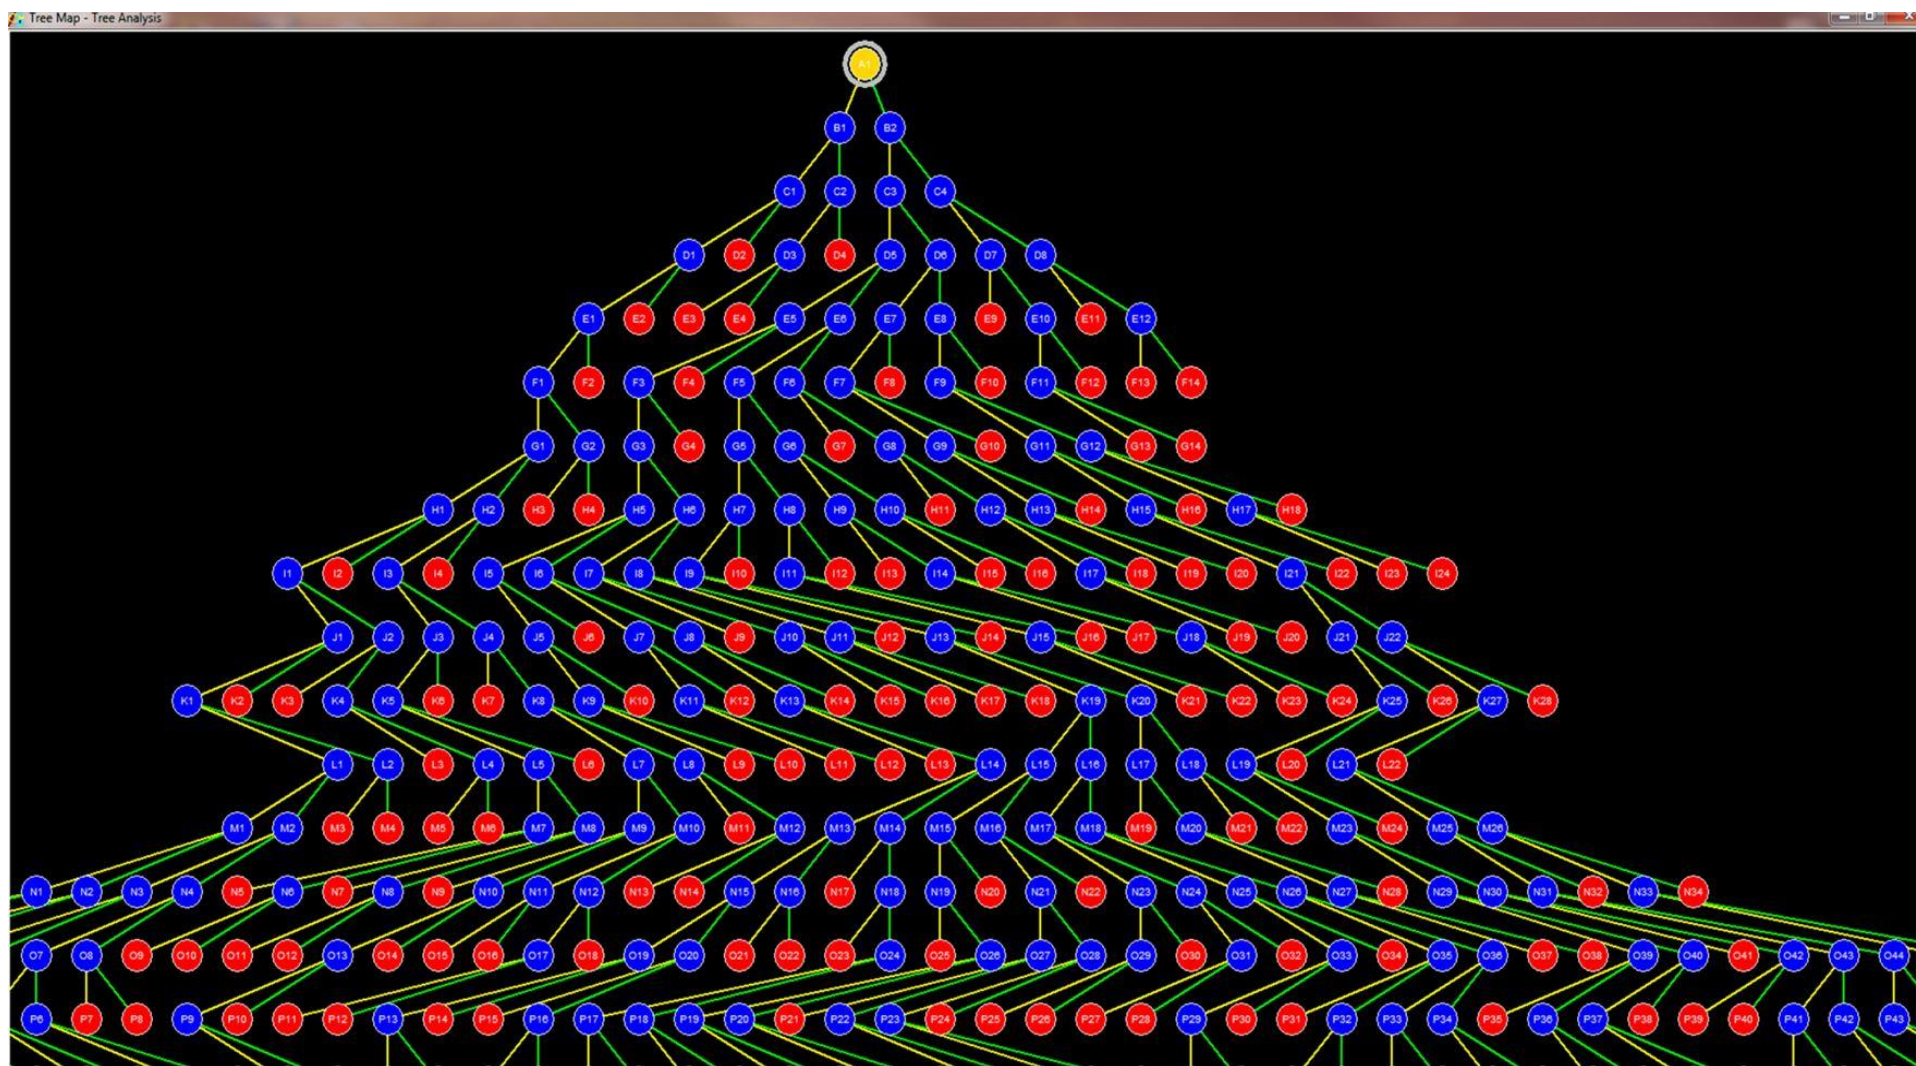 Tree Map - Tree Analysis
A1
B1 B2
C1 C2 C3 C4
D1 D2 D3 D4 D5 D6 D7 D8
E1 E2 E3 E4 E5 E6 E7 E8 E9 E10 E11 E12
F1 F2 F3 F4 F5 F6 F7 F8 F9 F10 F11 F12 F13 F14
G1 G2 G3 G4 G5 G6 G7 G8 G9 G10 G11 G12 G13 G14
H1 H2 H3 H4 H5 H6 H7 H8 H9 H10 H11 H12 H13 H14 H15 H16 H17 H18
I1 I2 I3 I4 I5 I6 I7 I8 I9 I10 I11 I12 I13 I14 I15 I16 I17 I18 I19 I20 I21 I22 I23 I24
J1 J2 J3 J4 J5 J6 J7 J8 J9 J10 J11 J12 J13 J14 J15 J16 J17 J18 J19 J20 J21 J22
K1 K2 K3 K4 K5 K6 K7 K8 K9 K10 K11 K12 K13 K14 K15 K16 K17 K18 K19 K20 K21 K22 K23 K24 K25 K26 K27 K28
L1 L2 L3 L4 L5 L6 L7 L8 L9 L10 L11 L12 L13 L14 L15 L16 L17 L18 L19 L20 L21 L22
M1 M2 M3 M4 M5 M6 M7 M8 M9 M10 M11 M12 M13 M14 M15 M16 M17 M18 M19 M20 M21 M22 M23 M24 M25 M26
N1 N2 N3 N4 N5 N6 N7 N8 N9 N10 N11 N12 N13 N14 N15 N16 N17 N18 N19 N20 N21 N22 N23 N24 N25 N26 N27 N28 N29 N30 N31 N32 N33 N34
O7 O8 O9 O10 O11 O12 O13 O14 O15 O16 O17 O18 O19 O20 O21 O22 O23 O24 O25 O26 O27 O28 O29 O30 O31 O32 O33 O34 O35 O36 O37 O38 O39 O40 O41 O42 O43 O44
P6 P7 P8 P9 P10 P11 P12 P13 P14 P15 P16 P17 P18 P19 P20 P21 P22 P23 P24 P25 P26 P27 P28 P29 P30 P31 P32 P33 P34 P35 P36 P37 P38 P39 P40 P41 P42 P43